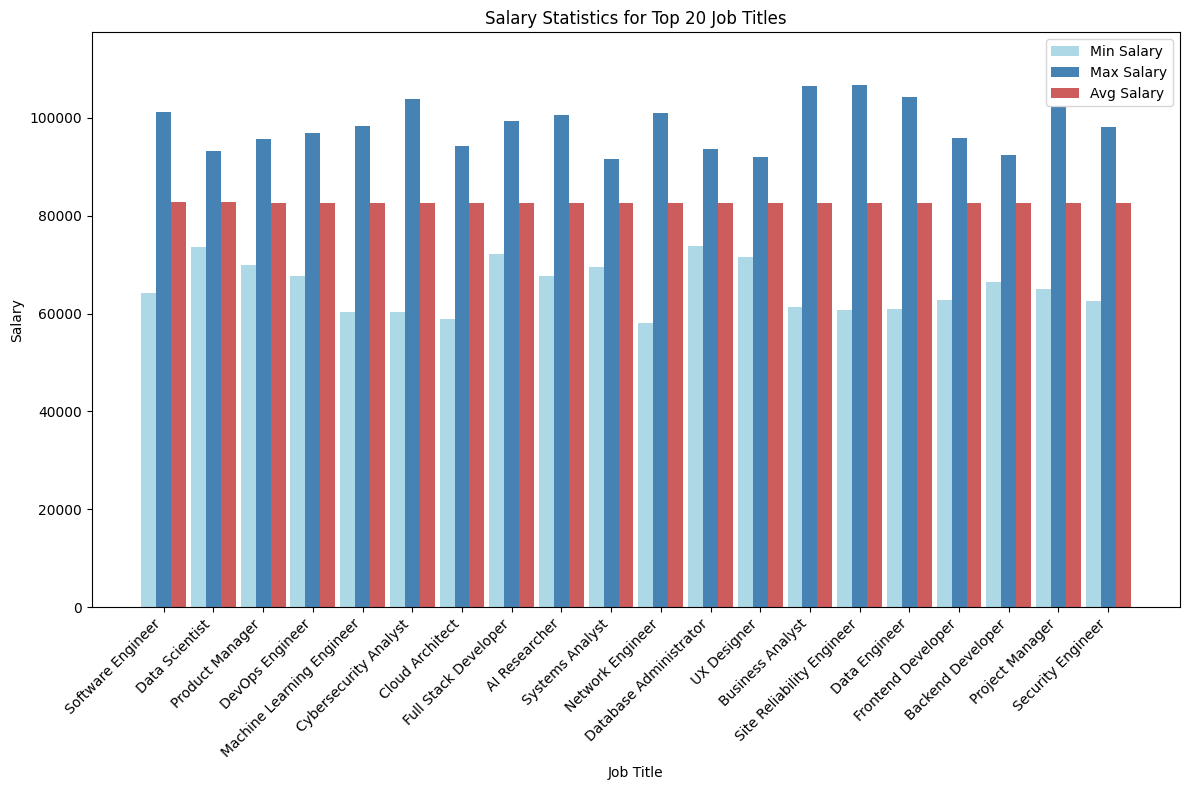 Salary Statistics for Top 20 Job Titles
Min Salary
Max Salary
Avg Salary
Salary
100000
80000
60000
40000
20000
0
Software Engineer
Data Scientist
Product Manager
DevOps Engineer
Machine Learning Engineer
Cybersecurity Analyst
Cloud Architect
Full Stack Developer
AI Researcher
Systems Analyst
Network Engineer
Database Administrator
UX Designer
Business Analyst
Site Reliability Engineer
Data Engineer
Frontend Developer
Backend Developer
Project Manager
Security Engineer
Job Title